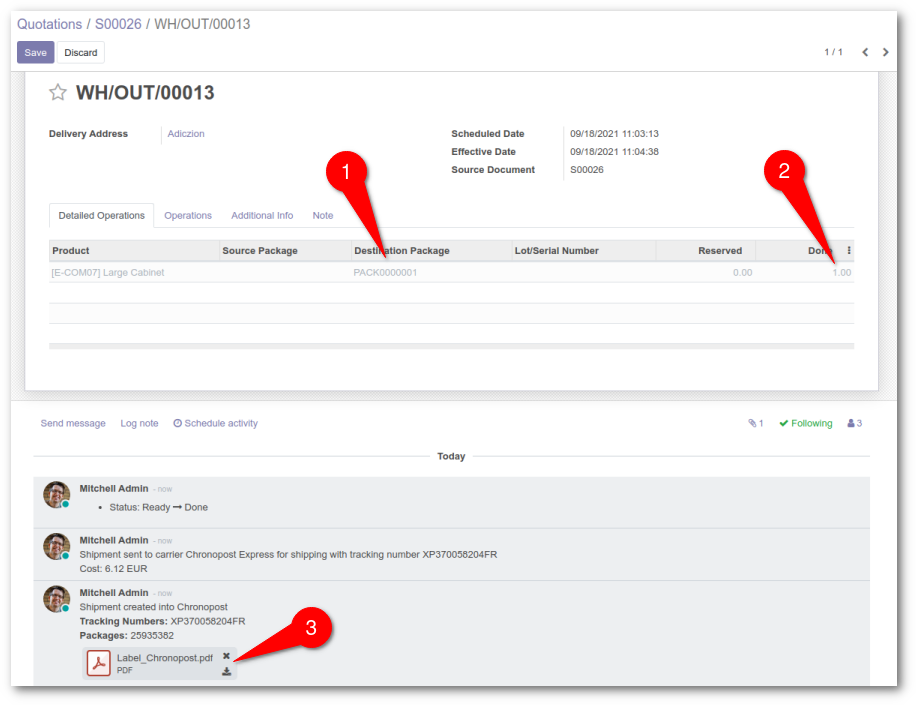 Quotations / S00026 / WH/OUT/00013
Save Discard 1 / 1
WH/OUT/00013
Delivery Address Adiczion Scheduled Date 09/18/2021 11:03:13
Effective Date 09/18/2021 11:04:38
Source Document S00026
1
2
Detailed Operations Operations Additional Info Note
Product Source Package Destination Package Lot/Serial Number Reserved Done
[E-COM07] Large Cabinet PACK0000001 0.00 1.00
Send message Log note Schedule activity 1 Following 3
Today
Mitchell Admin - now
• Status: Ready → Done
Mitchell Admin - now
Shipment sent to carrier Chronopost Express for shipping with tracking number XP370058204FR
Cost: 6.12 EUR
Mitchell Admin - now
Shipment created into Chronopost
Tracking Numbers: XP370058204FR
Packages: 25935382
3
Label_Chronopost.pdf
PDF